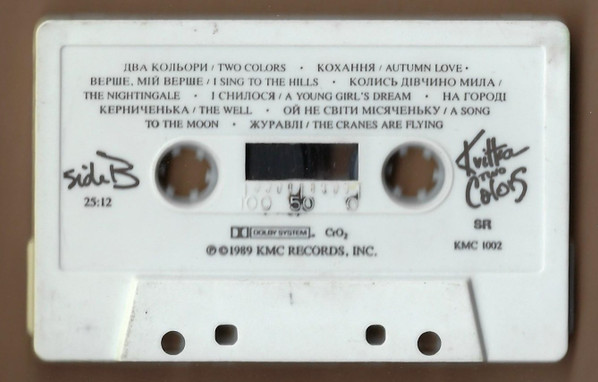 ДВА КОЛЬОРИ / TWO COLORS • КОХАННЯ / AUTUMN LOVE •
ВЕРШЕ, МІЙ ВЕРШЕ / I SING TO THE HILLS • КОЛИСЬ ДІВЧИНО МИЛА /
THE NIGHTINGALE • І СНИЛОСЯ / A YOUNG GIRL'S DREAM • НА ГОРОДІ
КЕРНИЧЕНЬКА / THE WELL • ОЙ НЕ СВІТИ МІСЯЧЕНЬКУ / A SONG
TO THE MOON • ЖУРАВЛІ / THE CRANES ARE FLYING
side B
25:12
Kvitka
Two
Colors
100 50 0
SR
KMC 1002
DOLBY SYSTEM CrO₂
℗©1989 KMC RECORDS, INC.